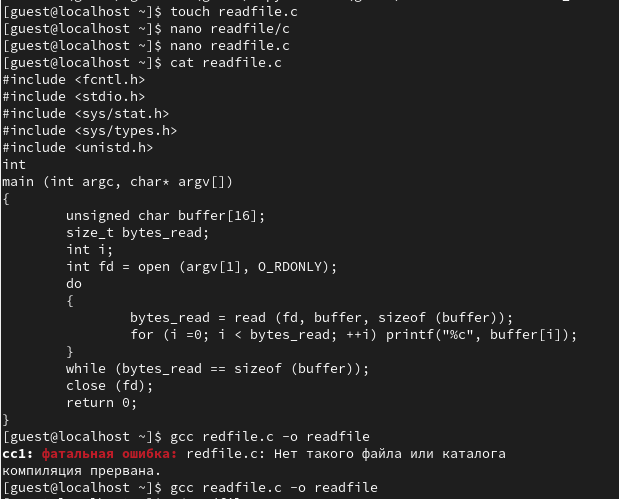 [guest@localhost ~]$ touch readfile.c
[guest@localhost ~]$ nano readfile/c
[guest@localhost ~]$ nano readfile.c
[guest@localhost ~]$ cat readfile.c
#include <fcntl.h>
#include <stdio.h>
#include <sys/stat.h>
#include <sys/types.h>
#include <unistd.h>
int
main (int argc, char* argv[])
{
        unsigned char buffer[16];
        size_t bytes_read;
        int i;
        int fd = open (argv[1], O_RDONLY);
        do
        {
                bytes_read = read (fd, buffer, sizeof (buffer));
                for (i =0; i < bytes_read; ++i) printf("%c", buffer[i]);
        }
        while (bytes_read == sizeof (buffer));
        close (fd);
        return 0;
}
[guest@localhost ~]$ gcc redfile.c -o readfile
cc1: фатальная ошибка: redfile.c: Нет такого файла или каталога
компиляция прервана.
[guest@localhost ~]$ gcc readfile.c -o readfile